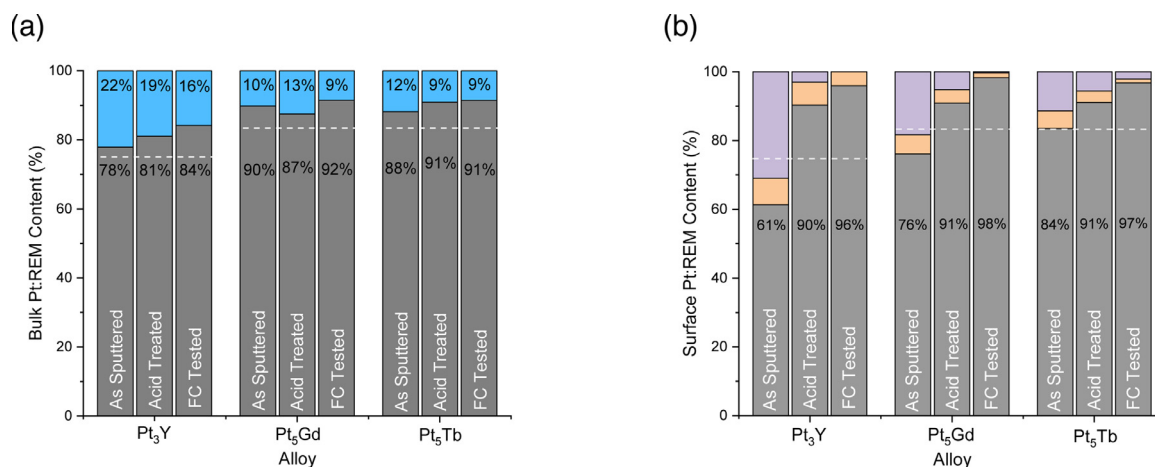 (a)
Bulk Pt:REM Content (%)
100
80
60
40
20
0
22% 19% 16% 10% 13% 9% 12% 9% 9%
78% 81% 84% 90% 87% 92% 88% 91% 91%
As Sputtered Acid Treated FC Tested As Sputtered Acid Treated FC Tested As Sputtered Acid Treated FC Tested
Pt₃Y Pt₅Gd Pt₅Tb
Alloy
(b)
Surface Pt:REM Content (%)
100
80
60
40
20
0
61% 90% 96% 76% 91% 98% 84% 91% 97%
As Sputtered Acid Treated FC Tested As Sputtered Acid Treated FC Tested As Sputtered Acid Treated FC Tested
Pt₃Y Pt₅Gd Pt₅Tb
Alloy